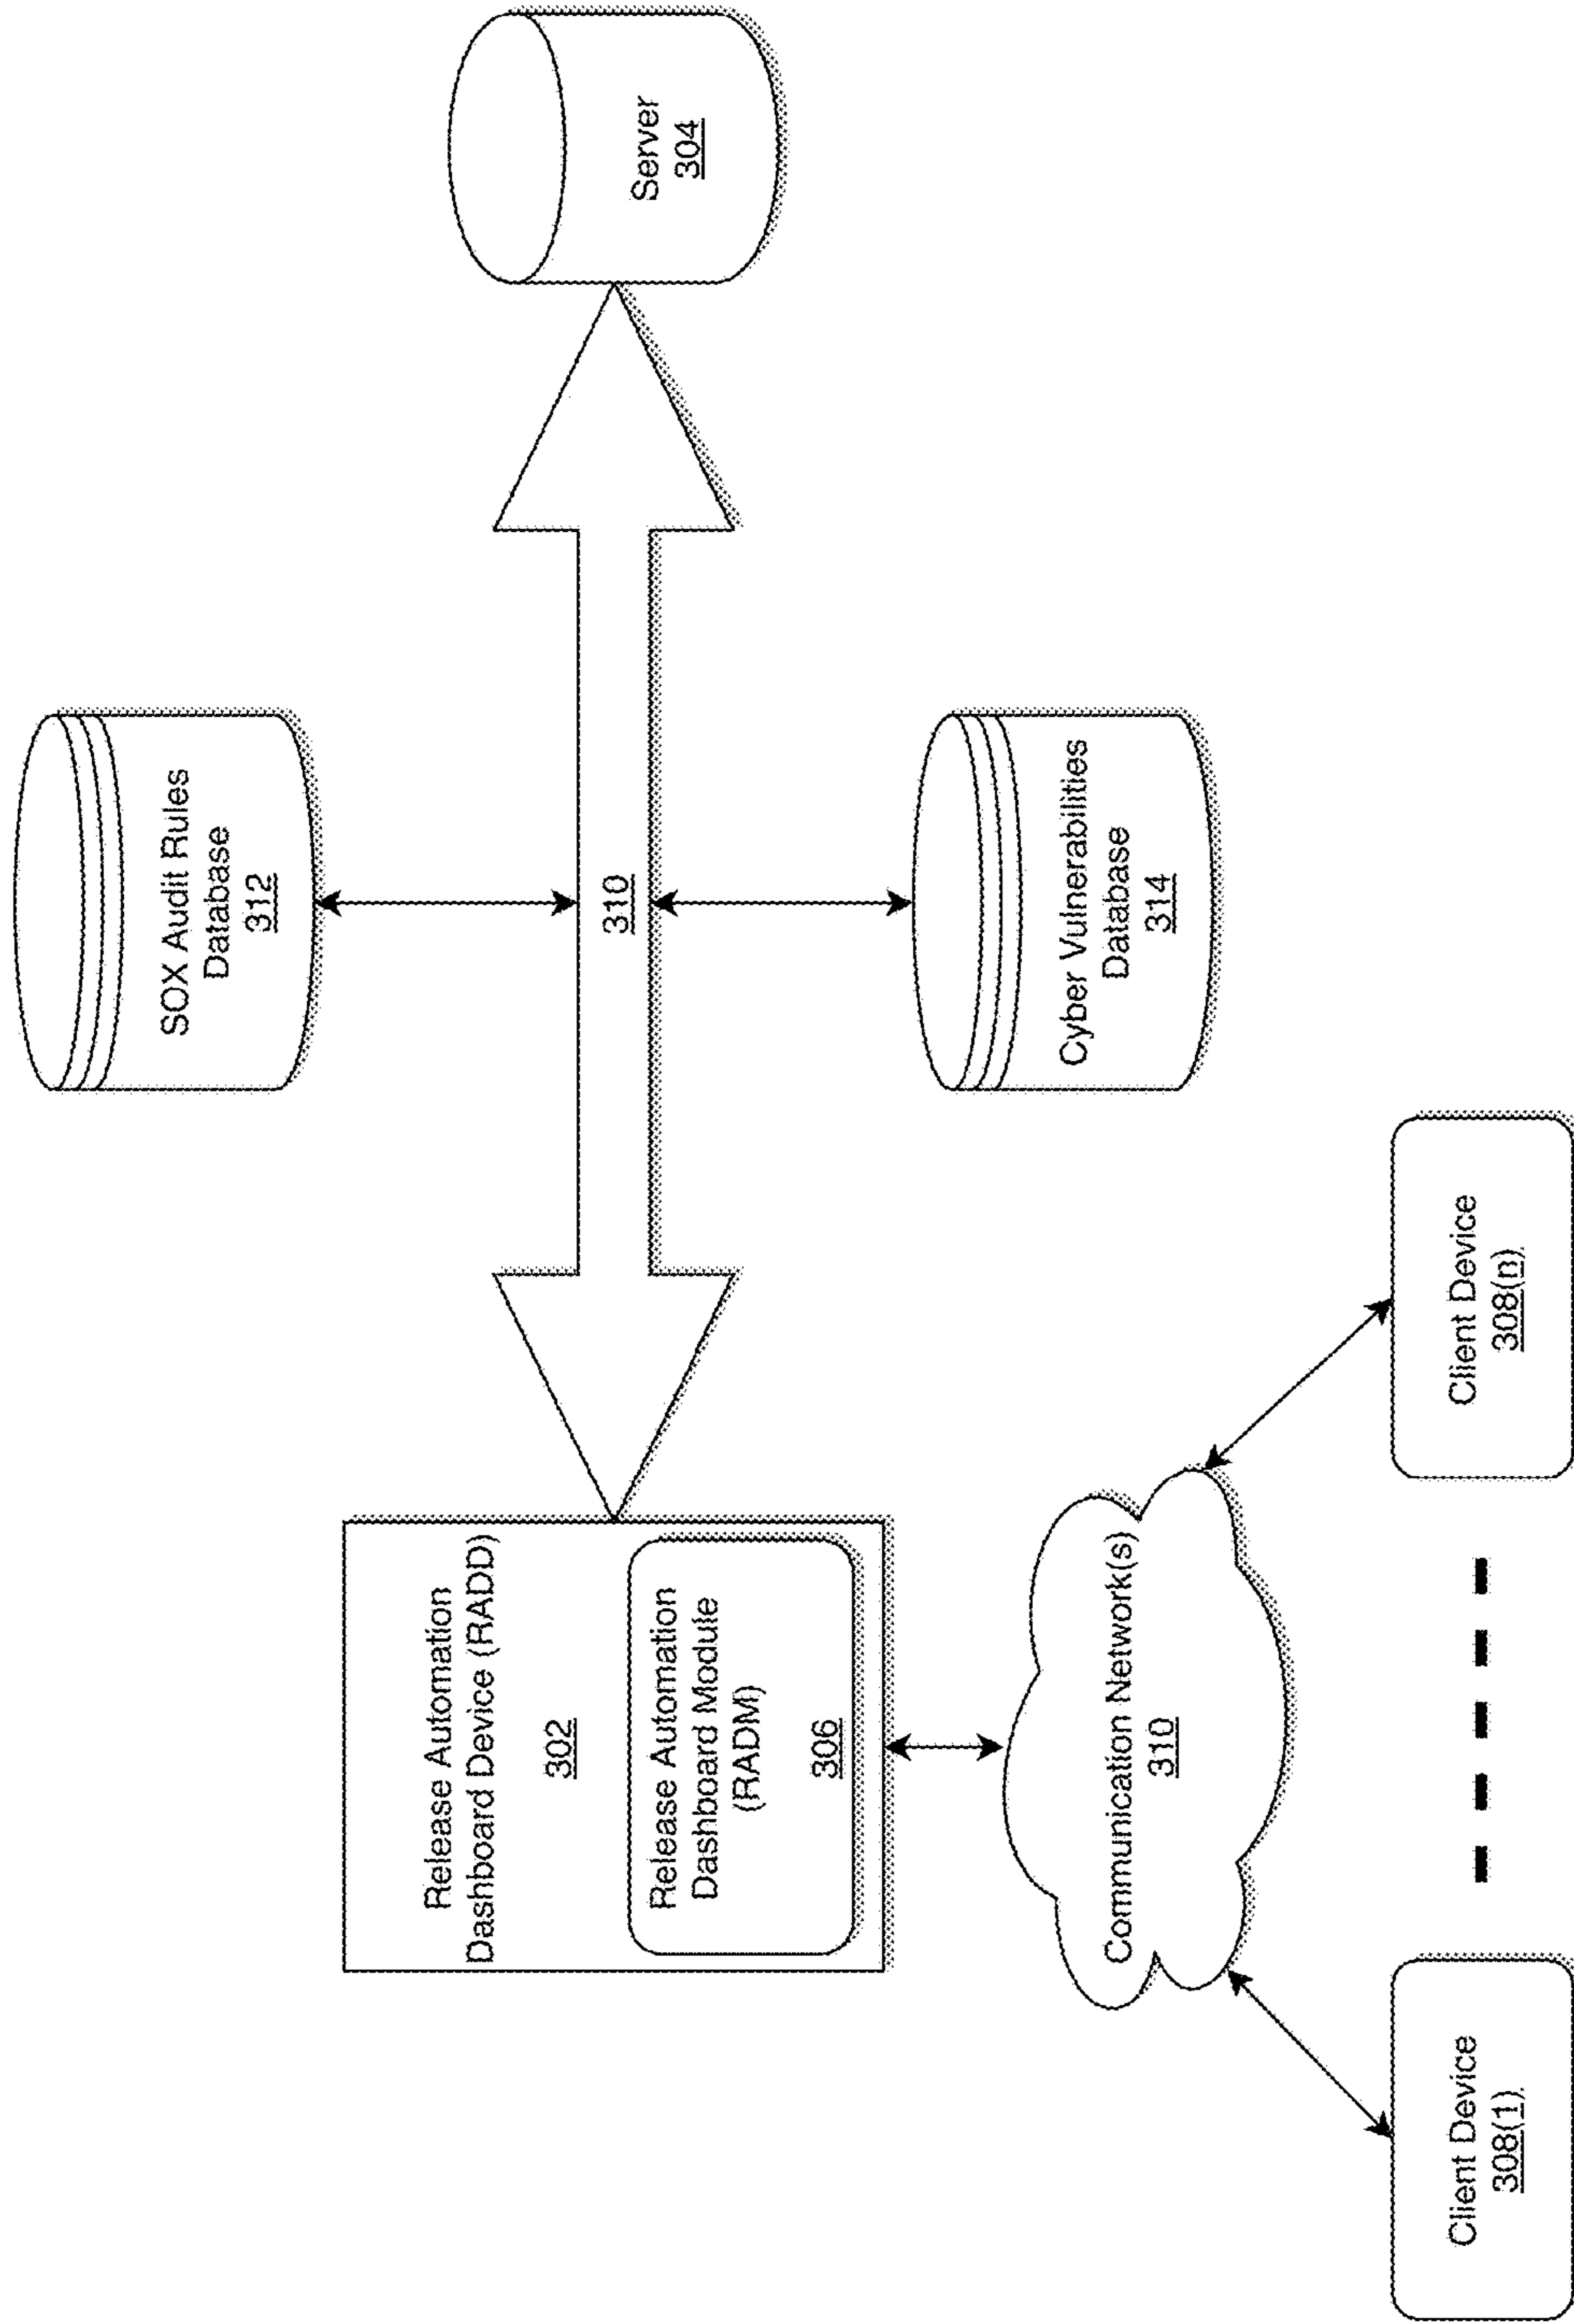 SOX Audit Rules
Database
312
Release Automation
Dashboard Device (RADD)
302
Release Automation
Dashboard Module
(RADM)
306
310
Server
304
Communication Network(s)
310
Cyber Vulnerabilities
Database
314
Client Device
308(1)
Client Device
308(n)